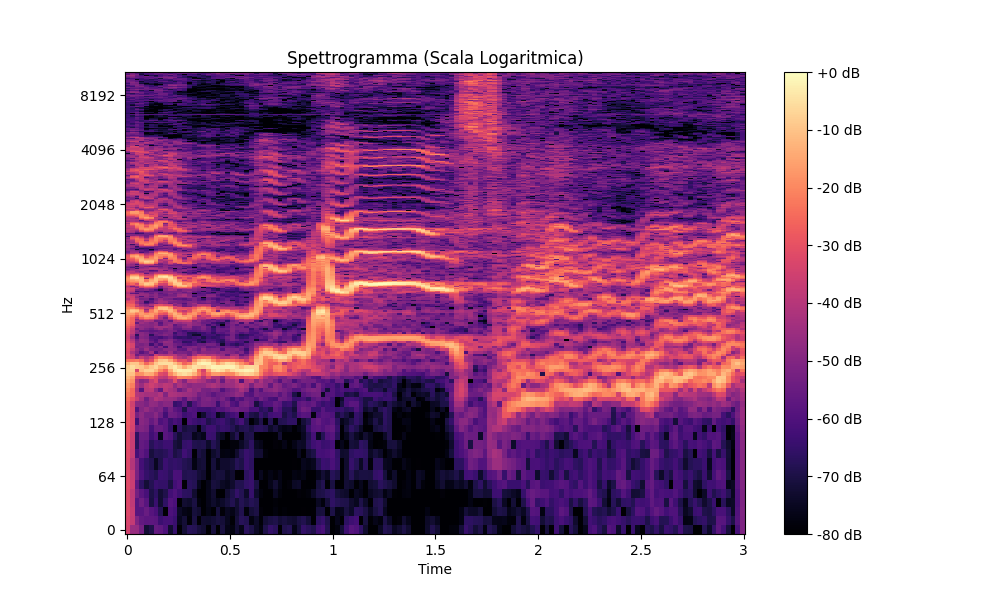 Spettrogramma (Scala Logaritmica)
Hz
8192
4096
2048
1024
512
256
128
64
0
0
0.5
1
1.5
2
2.5
3
Time
+0 dB
-10 dB
-20 dB
-30 dB
-40 dB
-50 dB
-60 dB
-70 dB
-80 dB